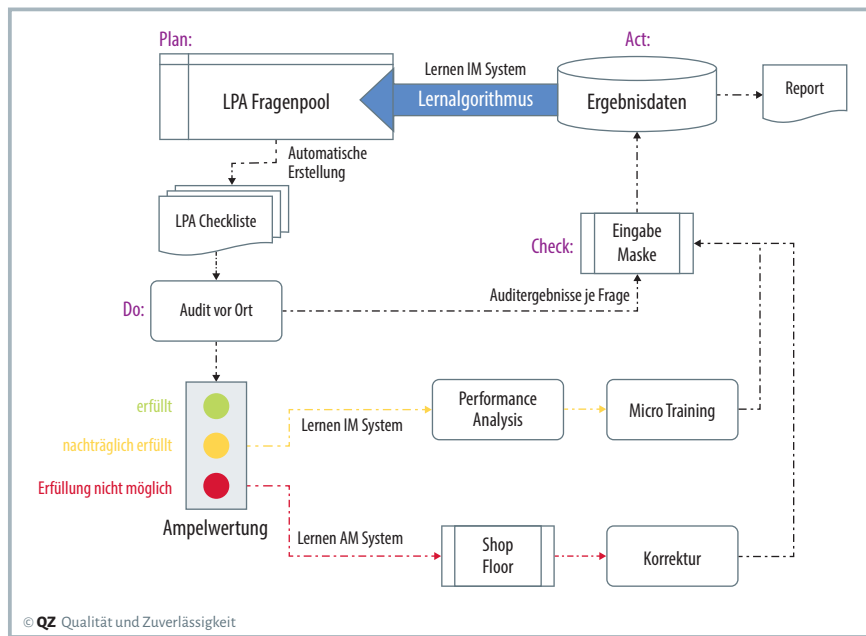 Plan:
Act:
LPA Fragenpool
Lernen IM System
Lernalgorithmus
Ergebnisdaten
Report
Automatische
Erstellung
LPA Checkliste
Check:
Eingabe
Maske
Do:
Audit vor Ort
Auditergebnisse je Frage
erfüllt
nachträglich erfüllt
Erfüllung nicht möglich
Ampelwertung
Lernen IM System
Performance
Analysis
Micro Training
Lernen AM System
Shop
Floor
Korrektur
© QZ Qualität und Zuverlässigkeit